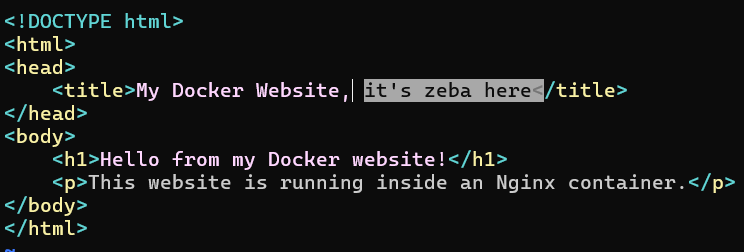 <!DOCTYPE html>
<html>
<head>
    <title>My Docker Website, it's zeba here</title>
</head>
<body>
    <h1>Hello from my Docker website!</h1>
    <p>This website is running inside an Nginx container.</p>
</body>
</html>
~